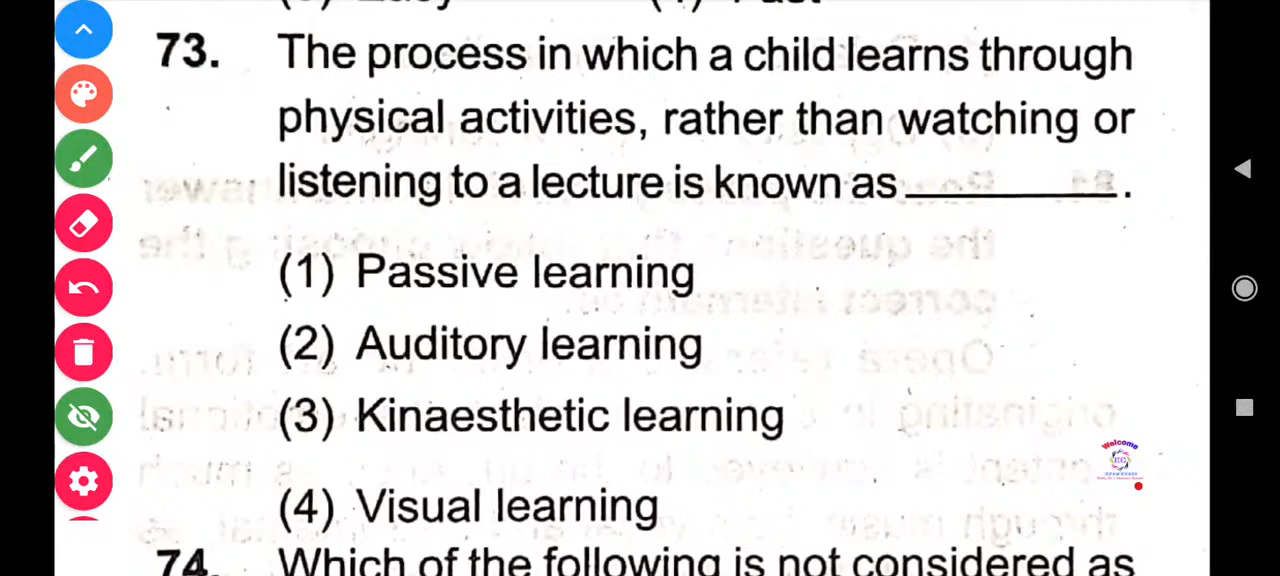 73. The process in which a child learns through
physical activities, rather than watching or
listening to a lecture is known as ________.
(1) Passive learning
(2) Auditory learning
(3) Kinaesthetic learning
(4) Visual learning
74. Which of the following is not considered as
Welcome